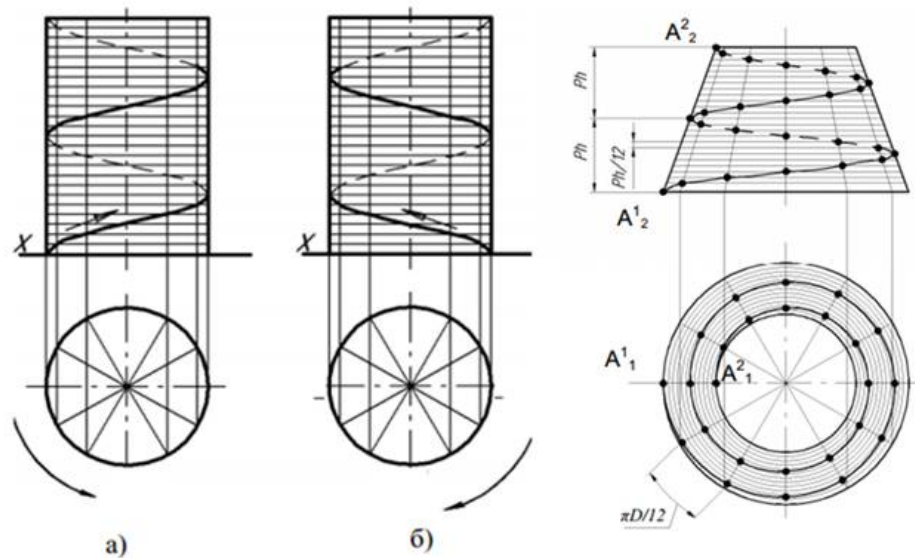 X
X
а)
б)
A²₂
Ph
Ph
Ph/12
A¹₂
A¹₁
A²₁
πD/12